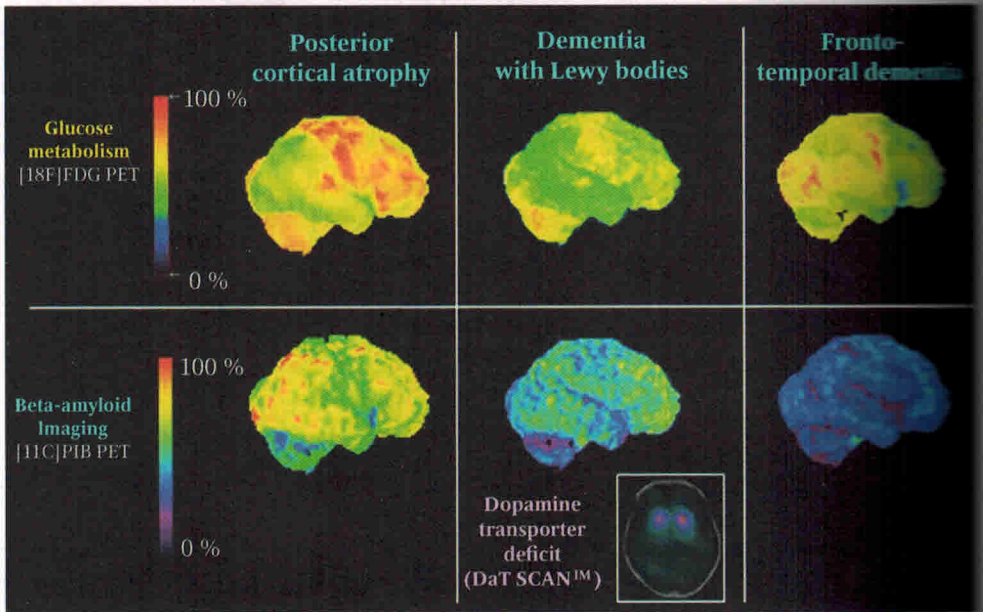 Posterior
cortical atrophy
Dementia
with Lewy bodies
Fronto-
temporal dementia
Glucose
metabolism
[18F]FDG PET
100 %
0 %
Beta-amyloid
Imaging
[11C]PIB PET
100 %
0 %
Dopamine
transporter
deficit
(DaT SCAN™)